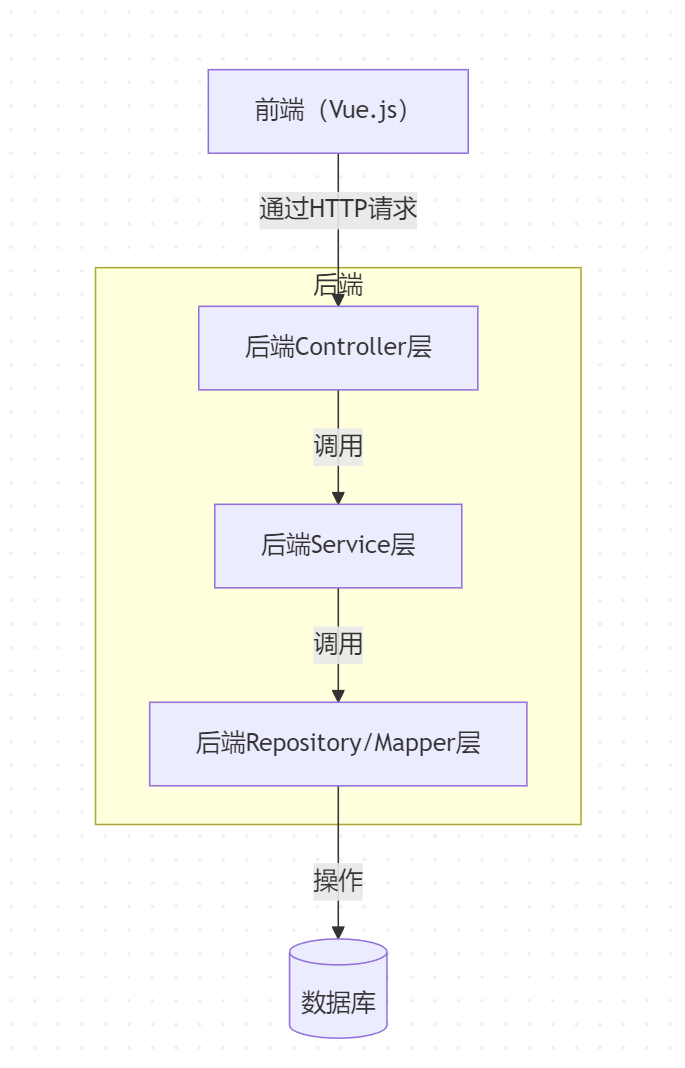 前端（Vue.js）
通过HTTP请求
后端
后端Controller层
调用
后端Service层
调用
后端Repository/Mapper层
操作
数据库